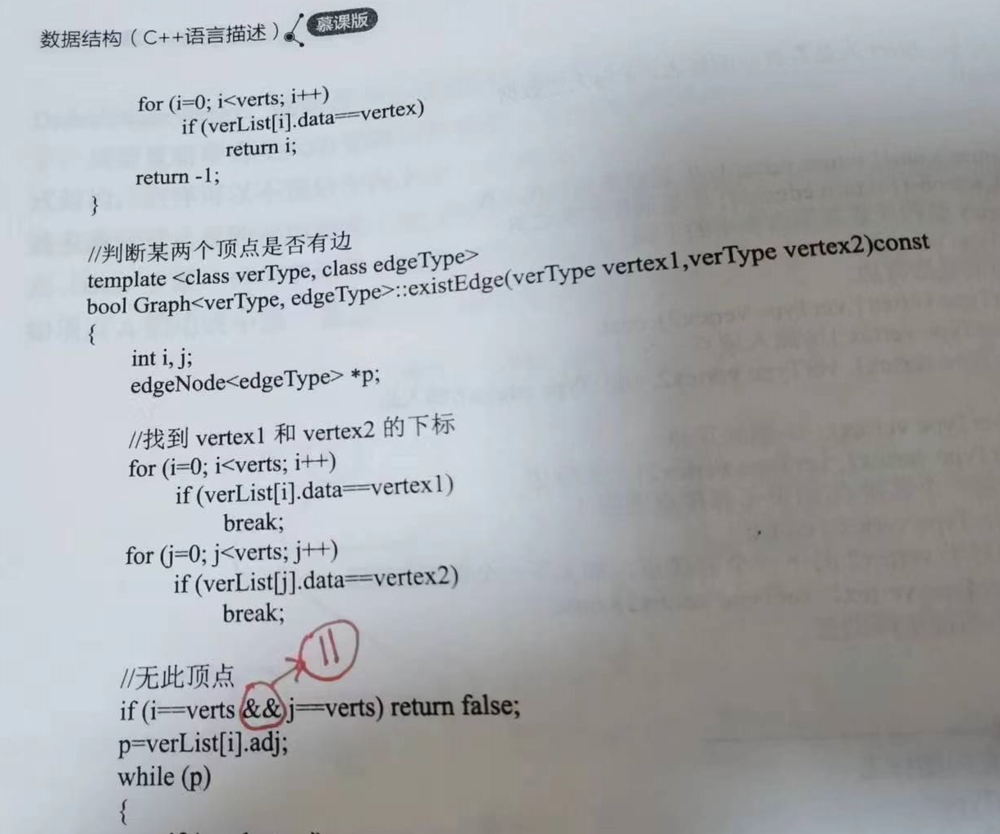 数据结构（C++语言描述）慕课版
for (i=0; i<verts; i++)
if (verList[i].data==vertex)
return i;
return -1;
}
//判断某两个顶点是否有边
template <class verType, class edgeType>
bool Graph<verType, edgeType>::existEdge(verType vertex1,verType vertex2)const
{
int i, j;
edgeNode<edgeType> *p;
//找到 vertex1 和 vertex2 的下标
for (i=0; i<verts; i++)
if (verList[i].data==vertex1)
break;
for (j=0; j<verts; j++)
if (verList[j].data==vertex2)
break;
||
//无此顶点
if (i==verts && j==verts) return false;
p=verList[i].adj;
while (p)
{